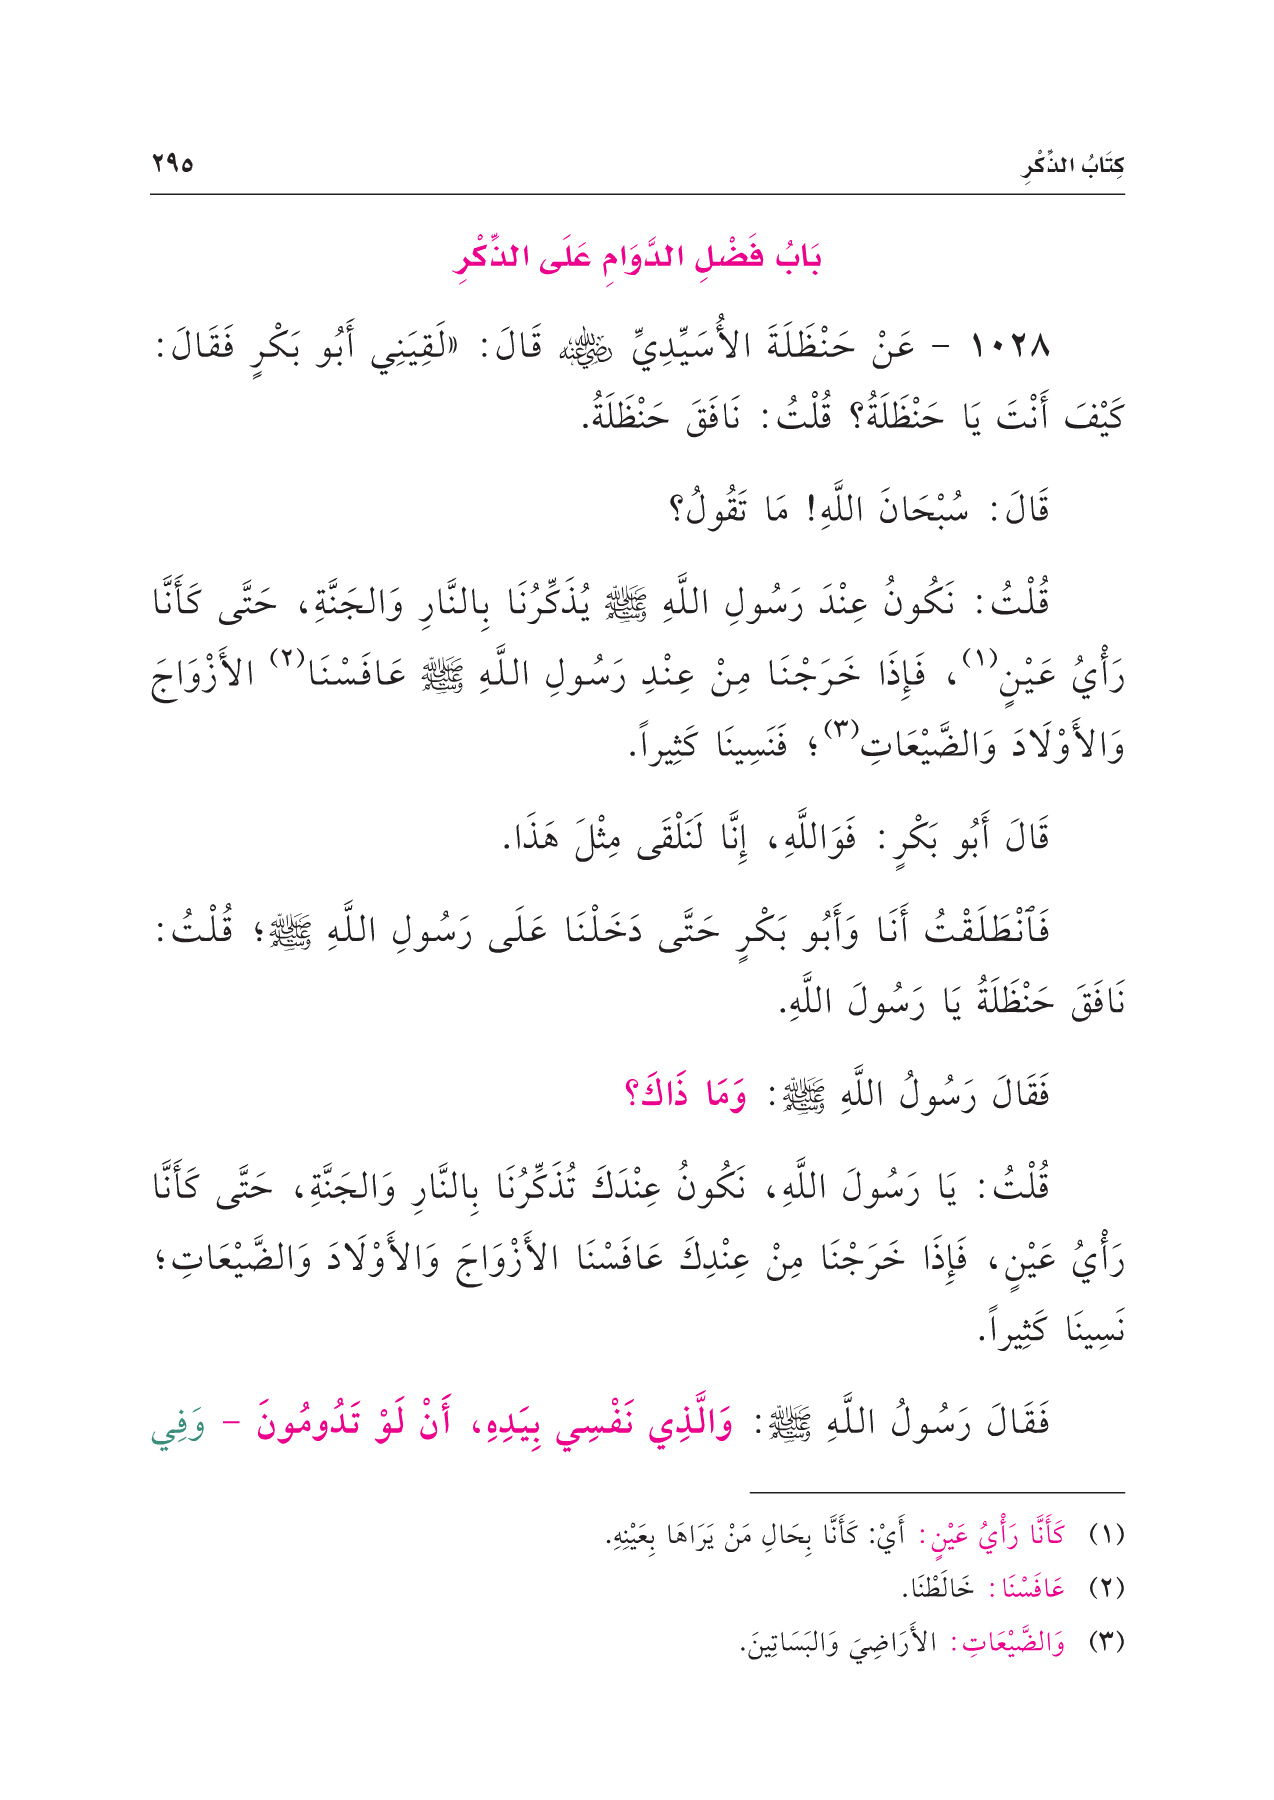 كِتَابُ الذِّكْرِ ٢٩٥
بَابُ فَضْلِ الدَّوَامِ عَلَى الذِّكْرِ
١٠٢٨ - عَنْ حَنْظَلَةَ الأُسَيِّدِيِّ رضي الله عنه قَالَ: «لَقِيَنِي أَبُو بَكْرٍ فَقَالَ:
كَيْفَ أَنْتَ يَا حَنْظَلَةُ؟ قُلْتُ: نَافَقَ حَنْظَلَةُ.
قَالَ: سُبْحَانَ اللَّهِ! مَا تَقُولُ؟
قُلْتُ: نَكُونُ عِنْدَ رَسُولِ اللَّهِ ﷺ يُذَكِّرُنَا بِالنَّارِ وَالجَنَّةِ، حَتَّى كَأَنَّا
رَأْيُ عَيْنٍ(١)، فَإِذَا خَرَجْنَا مِنْ عِنْدِ رَسُولِ اللَّهِ ﷺ عَافَسْنَا(٢) الأَزْوَاجَ
وَالأَوْلَادَ وَالضَّيْعَاتِ(٣)؛ فَنَسِينَا كَثِيراً.
قَالَ أَبُو بَكْرٍ: فَوَاللَّهِ، إِنَّا لَنَلْقَى مِثْلَ هَذَا.
فَٱنْطَلَقْتُ أَنَا وَأَبُو بَكْرٍ حَتَّى دَخَلْنَا عَلَى رَسُولِ اللَّهِ ﷺ؛ قُلْتُ:
نَافَقَ حَنْظَلَةُ يَا رَسُولَ اللَّهِ.
فَقَالَ رَسُولُ اللَّهِ ﷺ: وَمَا ذَاكَ؟
قُلْتُ: يَا رَسُولَ اللَّهِ، نَكُونُ عِنْدَكَ تُذَكِّرُنَا بِالنَّارِ وَالجَنَّةِ، حَتَّى كَأَنَّا
رَأْيُ عَيْنٍ، فَإِذَا خَرَجْنَا مِنْ عِنْدِكَ عَافَسْنَا الأَزْوَاجَ وَالأَوْلَادَ وَالضَّيْعَاتِ؛
نَسِينَا كَثِيراً.
فَقَالَ رَسُولُ اللَّهِ ﷺ: وَالَّذِي نَفْسِي بِيَدِهِ، أَنْ لَوْ تَدُومُونَ - وَفِي
(١) كَأَنَّا رَأْيُ عَيْنٍ: أَيْ: كَأَنَّا بِحَالِ مَنْ يَرَاهَا بِعَيْنِهِ.
(٢) عَافَسْنَا: خَالَطْنَا.
(٣) وَالضَّيْعَاتِ: الأَرَاضِيَ وَالبَسَاتِينَ.